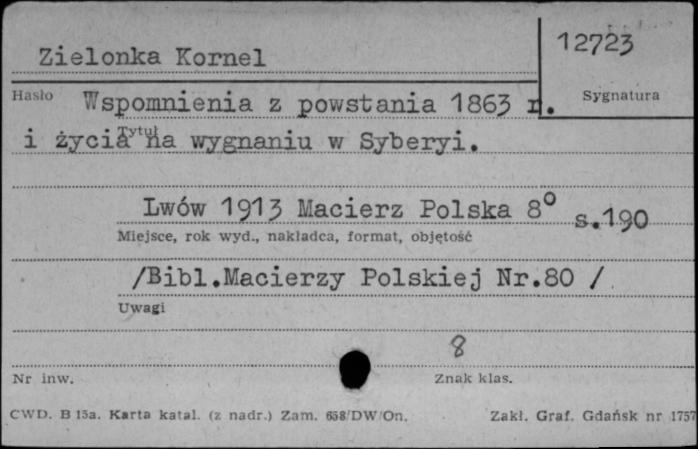 Zielonka Kornel
12723
Hasło
Sygnatura
Wspomnienia z powstania 1863 r.
Tytuł
i życia na wygnaniu w Syberyi.
Lwów 1913 Macierz Polska 8° s.190
Miejsce, rok wyd., nakładca, format, objętość
/Bibl.Macierzy Polskiej Nr.80 /
Uwagi
8
Nr inw.
Znak klas.
CWD. B 15a. Karta katal. (z nadr.) Zam. 658/DW/On.
Zakł. Graf. Gdańsk nr 1757